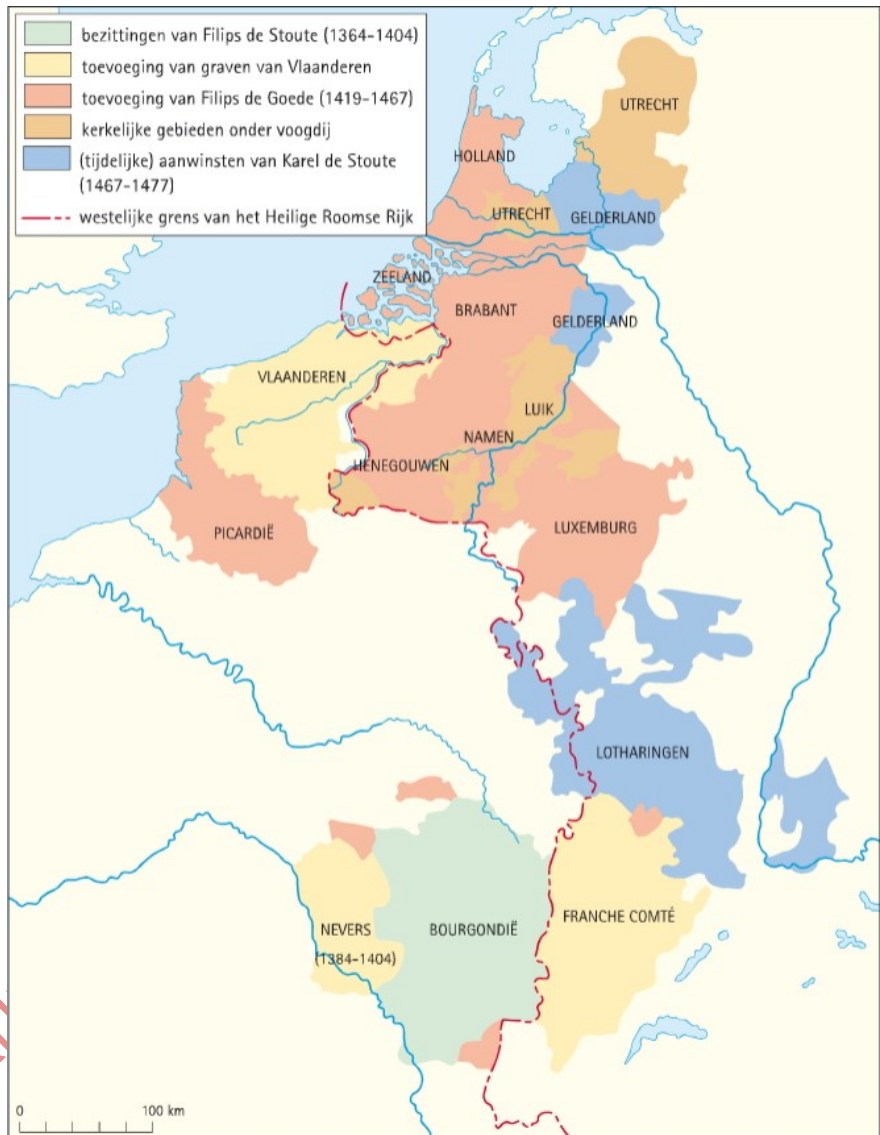 bezittingen van Filips de Stoute (1364-1404)
toevoeging van graven van Vlaanderen
toevoeging van Filips de Goede (1419-1467)
kerkelijke gebieden onder voogdij
(tijdelijke) aanwinsten van Karel de Stoute
(1467-1477)
westelijke grens van het Heilige Roomse Rijk
UTRECHT
HOLLAND
UTRECHT
GELDERLAND
ZEELAND
BRABANT
GELDERLAND
VLAANDEREN
LUIK
NAMEN
HENEGOUWEN
PICARDIË
LUXEMBURG
LOTHARINGEN
NEVERS
(1384-1404)
BOURGONDIË
FRANCHE COMTÉ
0 100 km